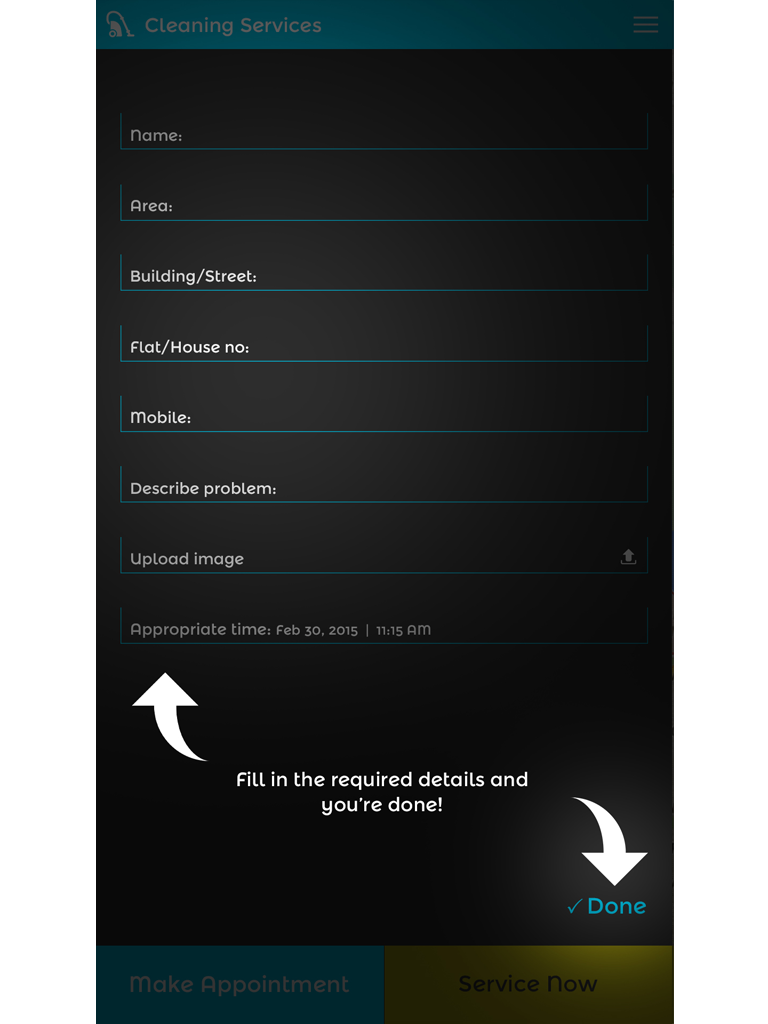 Cleaning Services
Name:
Area:
Building/Street:
Flat/House no:
Mobile:
Describe problem:
Upload image
Appropriate time: Feb 30, 2015 | 11:15 AM
Fill in the required details and
you're done!
✓ Done
Make Appointment
Service Now